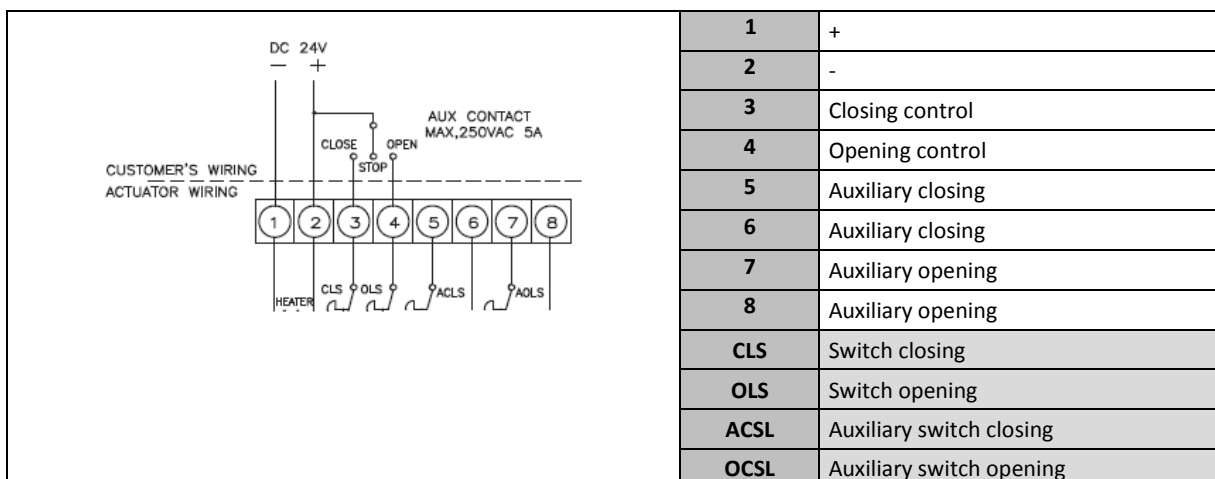 DC 24V
— +
AUX CONTACT
MAX,250VAC 5A
CLOSE OPEN
STOP
CUSTOMER'S WIRING
ACTUATOR WIRING
1 2 3 4 5 6 7 8
HEATER CLS OLS ACLS AOLS
1 +
2 -
3 Closing control
4 Opening control
5 Auxiliary closing
6 Auxiliary closing
7 Auxiliary opening
8 Auxiliary opening
CLS Switch closing
OLS Switch opening
ACSL Auxiliary switch closing
OCSL Auxiliary switch opening